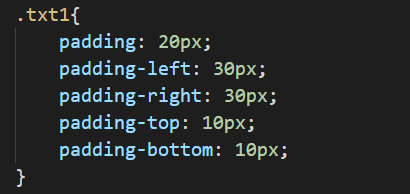 .txt1{
    padding: 20px;
    padding-left: 30px;
    padding-right: 30px;
    padding-top: 10px;
    padding-bottom: 10px;
}